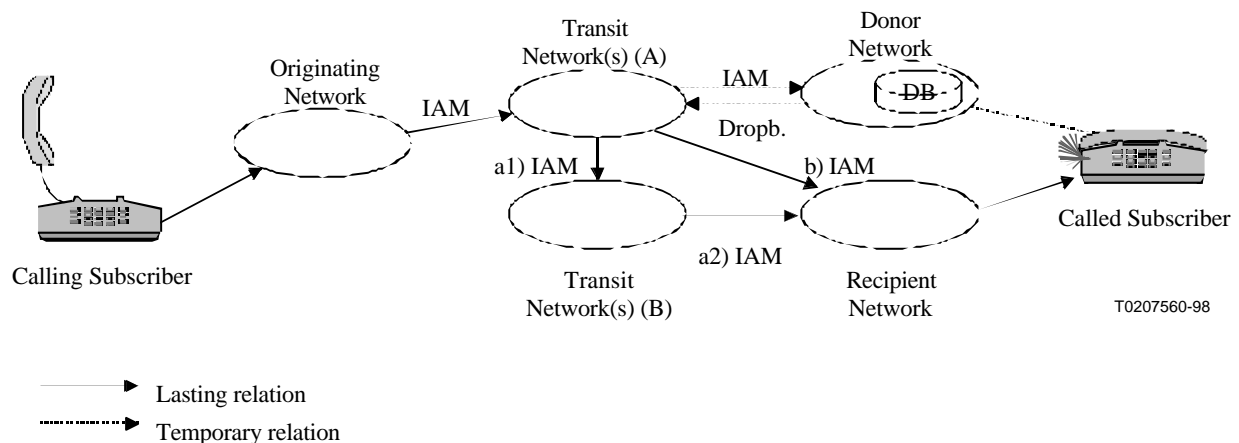 Transit
Network(s) (A)
Donor
Network
Originating
Network
IAM
IAM
DB
Dropb.
a1) IAM
b) IAM
Called Subscriber
a2) IAM
Calling Subscriber
Transit
Network(s) (B)
Recipient
Network
T0207560-98
Lasting relation
Temporary relation